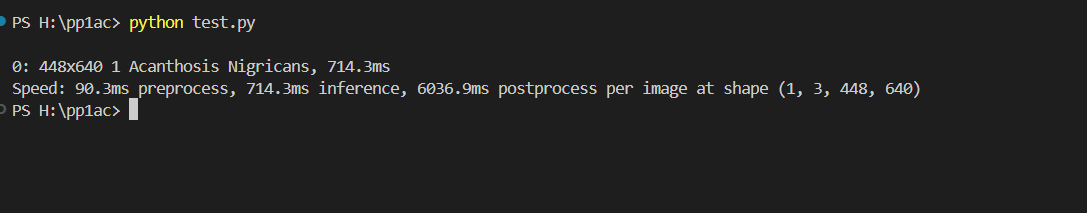 PS H:\pp1ac> python test.py
0: 448x640 1 Acanthosis Nigricans, 714.3ms
Speed: 90.3ms preprocess, 714.3ms inference, 6036.9ms postprocess per image at shape (1, 3, 448, 640)
PS H:\pp1ac>